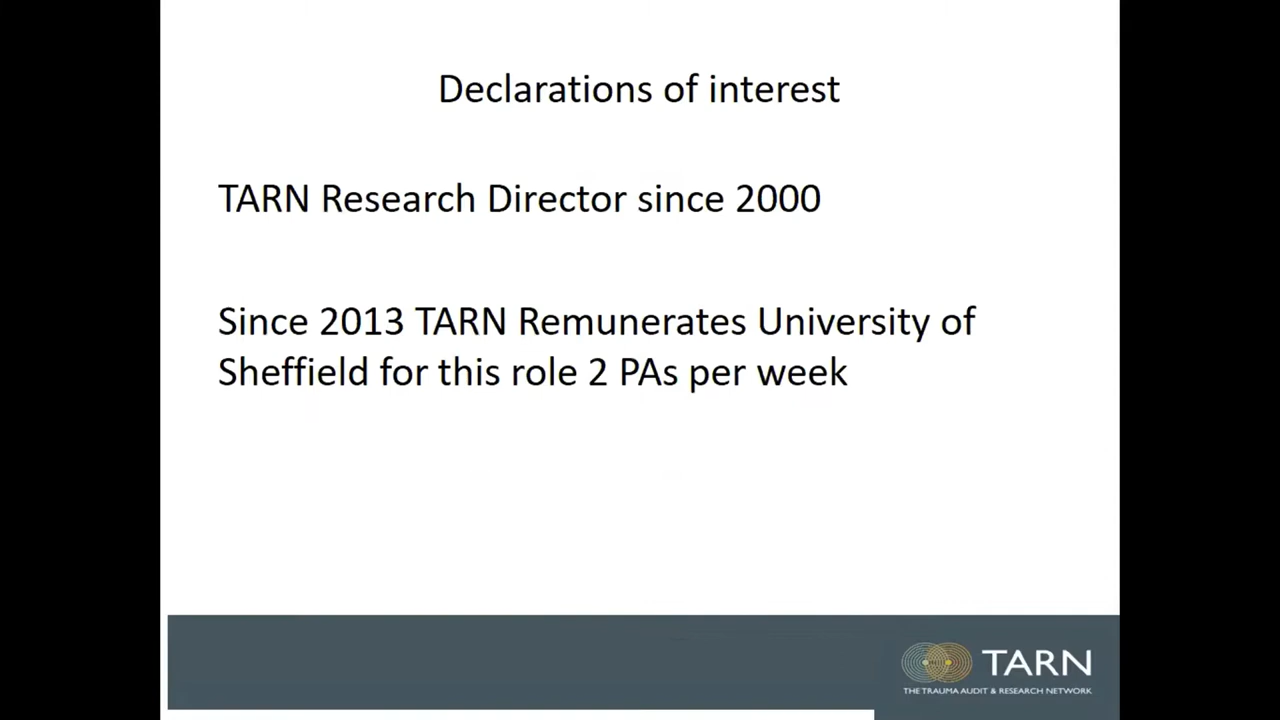 Declarations of interest
TARN Research Director since 2000
Since 2013 TARN Remunerates University of
Sheffield for this role 2 PAs per week
TARN
THE TRAUMA AUDIT & RESEARCH NETWORK